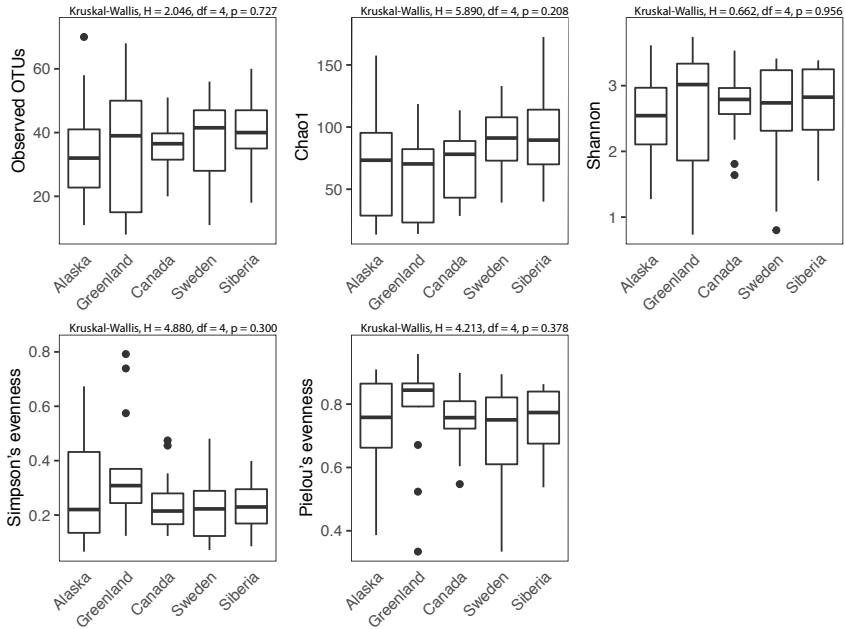 Kruskal-Wallis, H = 2.046, df = 4, p = 0.727
Observed OTUs
60
40
20
Alaska
Greenland
Canada
Sweden
Siberia
Kruskal-Wallis, H = 5.890, df = 4, p = 0.208
Chao1
150
100
50
Alaska
Greenland
Canada
Sweden
Siberia
Kruskal-Wallis, H = 0.662, df = 4, p = 0.956
Shannon
3
2
1
Alaska
Greenland
Canada
Sweden
Siberia
Kruskal-Wallis, H = 4.880, df = 4, p = 0.300
Simpson's evenness
0.8
0.6
0.4
0.2
Alaska
Greenland
Canada
Sweden
Siberia
Kruskal-Wallis, H = 4.213, df = 4, p = 0.378
Pielou's evenness
0.8
0.6
0.4
Alaska
Greenland
Canada
Sweden
Siberia